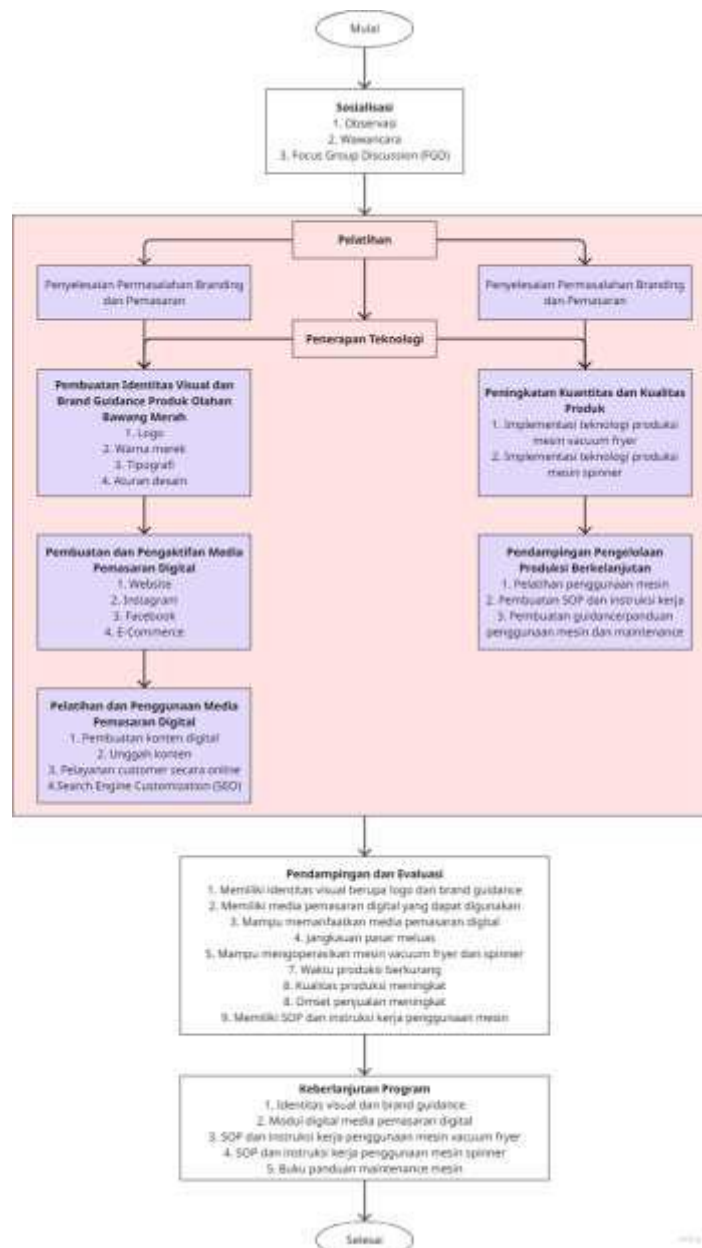 Mulai
Sosialisasi
1. Observasi
2. Wawancara
3. Focus Group Discussion (FGD)
Pelatihan
Penyelesaian Permasalahan Branding
dan Pemasaran
Penyelesaian Permasalahan Branding
dan Pemasaran
Penerapan Teknologi
Pembuatan Identitas Visual dan
Brand Guidance Produk Olahan
Bawang Merah
1. Logo
2. Warna merek
3. Tipografi
4. Aturan desain
Peningkatan Kuantitas dan Kualitas
Produk
1. Implementasi teknologi produksi
mesin vacuum fryer
2. Implementasi teknologi produksi
mesin spinner
Pembuatan dan Pengaktifan Media
Pemasaran Digital
1. Website
2. Instagram
3. Facebook
4. E-Commerce
Pendampingan Pengelolaan
Produksi Berkelanjutan
1. Pelatihan penggunaan mesin
2. Pembuatan SOP dan instruksi kerja
3. Pembuatan guidance/panduan
penggunaan mesin dan maintenance
Pelatihan dan Penggunaan Media
Pemasaran Digital
1. Pembuatan konten digital
2. Unggah konten
3. Pelayanan customer secara online
4.Search Engine Customization (SEO)
Pendampingan dan Evaluasi
1. Memiliki identitas visual berupa logo dan brand guidance
2. Memiliki media pemasaran digital yang dapat digunakan
3. Mampu memanfaatkan media pemasaran digital
4. Jangkauan pasar meluas
5. Mampu mengoperasikan mesin vacuum fryer dan spinner
7. Waktu produksi berkurang
8. Kualitas produksi meningkat
8. Omset penjualan meningkat
9. Memiliki SOP dan instruksi kerja penggunaan mesin
Keberlanjutan Program
1. Identitas visual dan brand guidance
2. Modul digital media pemasaran digital
3. SOP dan instruksi kerja penggunaan mesin vacuum fryer
4. SOP dan instruksi kerja penggunaan mesin spinner
5. Buku panduan maintenance mesin
Selesai